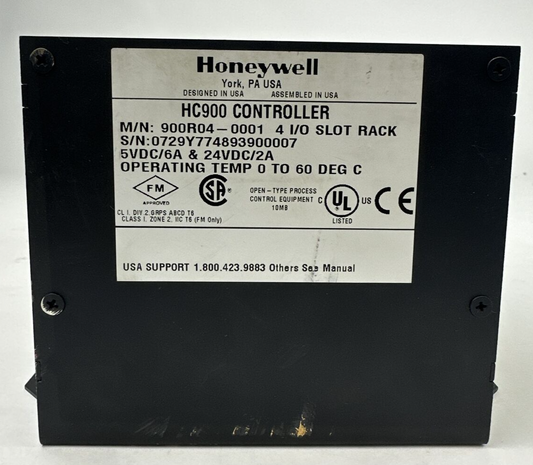 Honeywell
York, PA USA
DESIGNED IN USA ASSEMBLED IN USA
HC900 CONTROLLER
M/N: 900R04-0001 4 I/O SLOT RACK
S/N:0729Y774893900007
5VDC/6A & 24VDC/2A
OPERATING TEMP 0 TO 60 DEG C
FM
APPROVED
SA
OPEN-TYPE PROCESS
CONTROL EQUIPMENT
10MB
C UL US
LISTED
CE
CL I, DIV 2, GRPS ABCD T6
CLASS I, ZONE 2, IIC T6 (FM Only)
USA SUPPORT 1.800.423.9883 Others See Manual